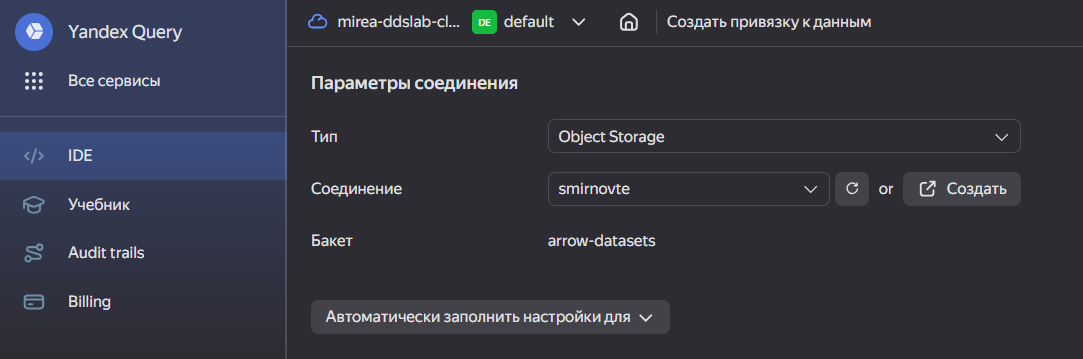 Yandex Query
Все сервисы
IDE
Учебник
Audit trails
Billing
mirea-ddslab-cl... DE default Создать привязку к данным
Параметры соединения
Тип Object Storage
Соединение smirnovte or Создать
Бакет arrow-datasets
Автоматически заполнить настройки для